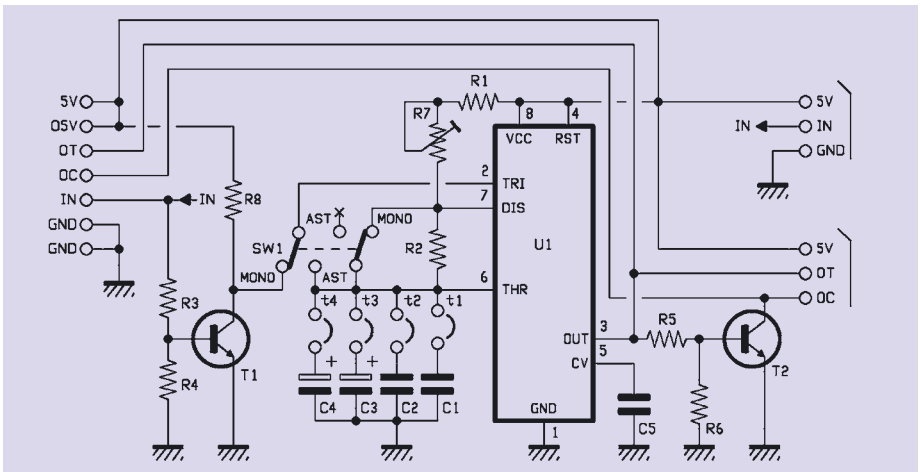 R1
R7
8
4
5V
VCC
RST
5V
O5V
IN
IN
OT
GND
OC
2
TRI
IN
IN
R8
7
DIS
GND
AST
X
MONO
U1
GND
SW1
R2
5V
MONO
AST
6
THR
OT
t4
t3
t2
t1
OC
R3
3
R5
OUT
5
CV
R4
T1
+
+
T2
C4
C3
C2
C1
GND
1
C5
R6